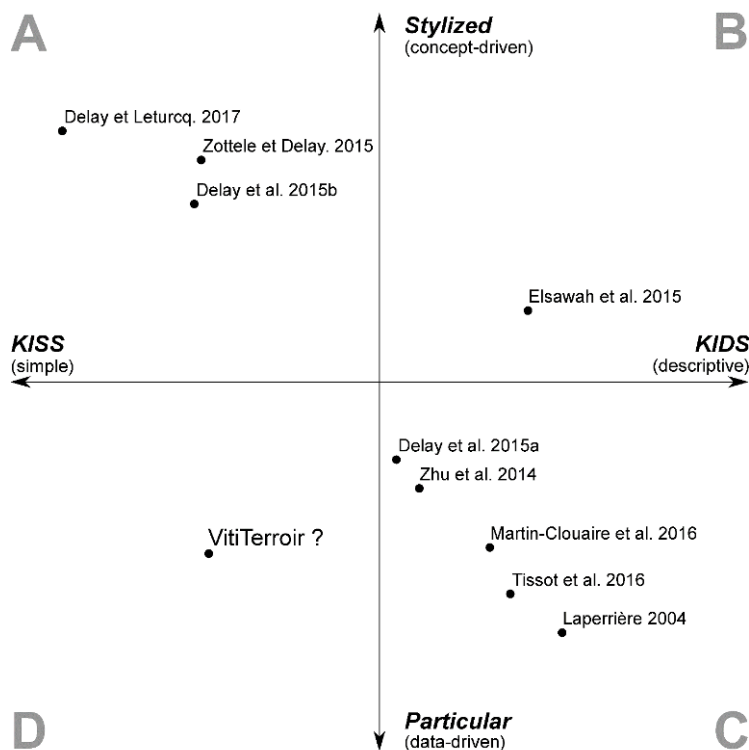 A
Stylized
(concept-driven)
B
Delay et Leturcq. 2017
Zottele et Delay. 2015
Delay et al. 2015b
Elsawah et al. 2015
KISS
(simple)
KIDS
(descriptive)
Delay et al. 2015a
Zhu et al. 2014
VitiTerroir ?
Martin-Clouaire et al. 2016
Tissot et al. 2016
Laperrière 2004
D
Particular
(data-driven)
C